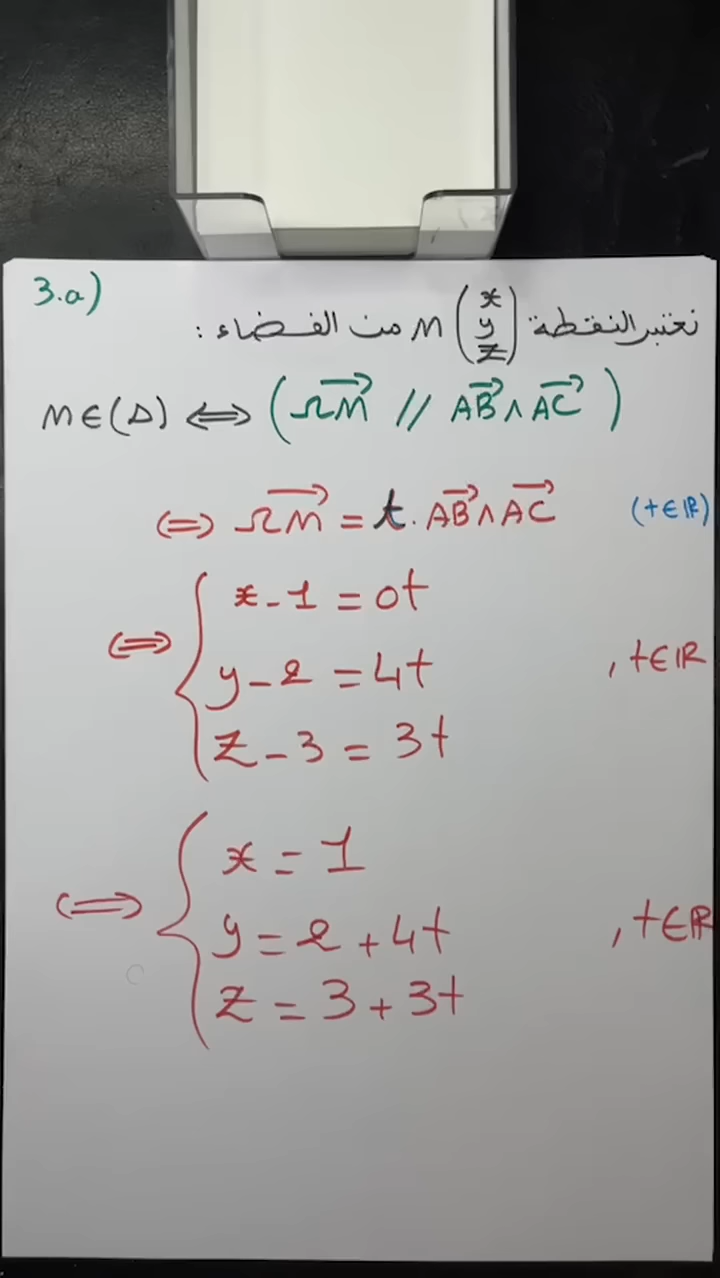 3.a)
نعتبر النقطة M (x y z) من الفضاء :
M∈(Δ) ⟺ (ΩM⃗ // AB⃗ ∧ AC⃗)
⟺ ΩM⃗ = t. AB⃗ ∧ AC⃗ (t∈ℝ)
⟺ { x - 1 = 0t
y - 2 = 4t , t∈ℝ
z - 3 = 3t
⟺ { x = 1
y = 2 + 4t , t∈ℝ
z = 3 + 3t